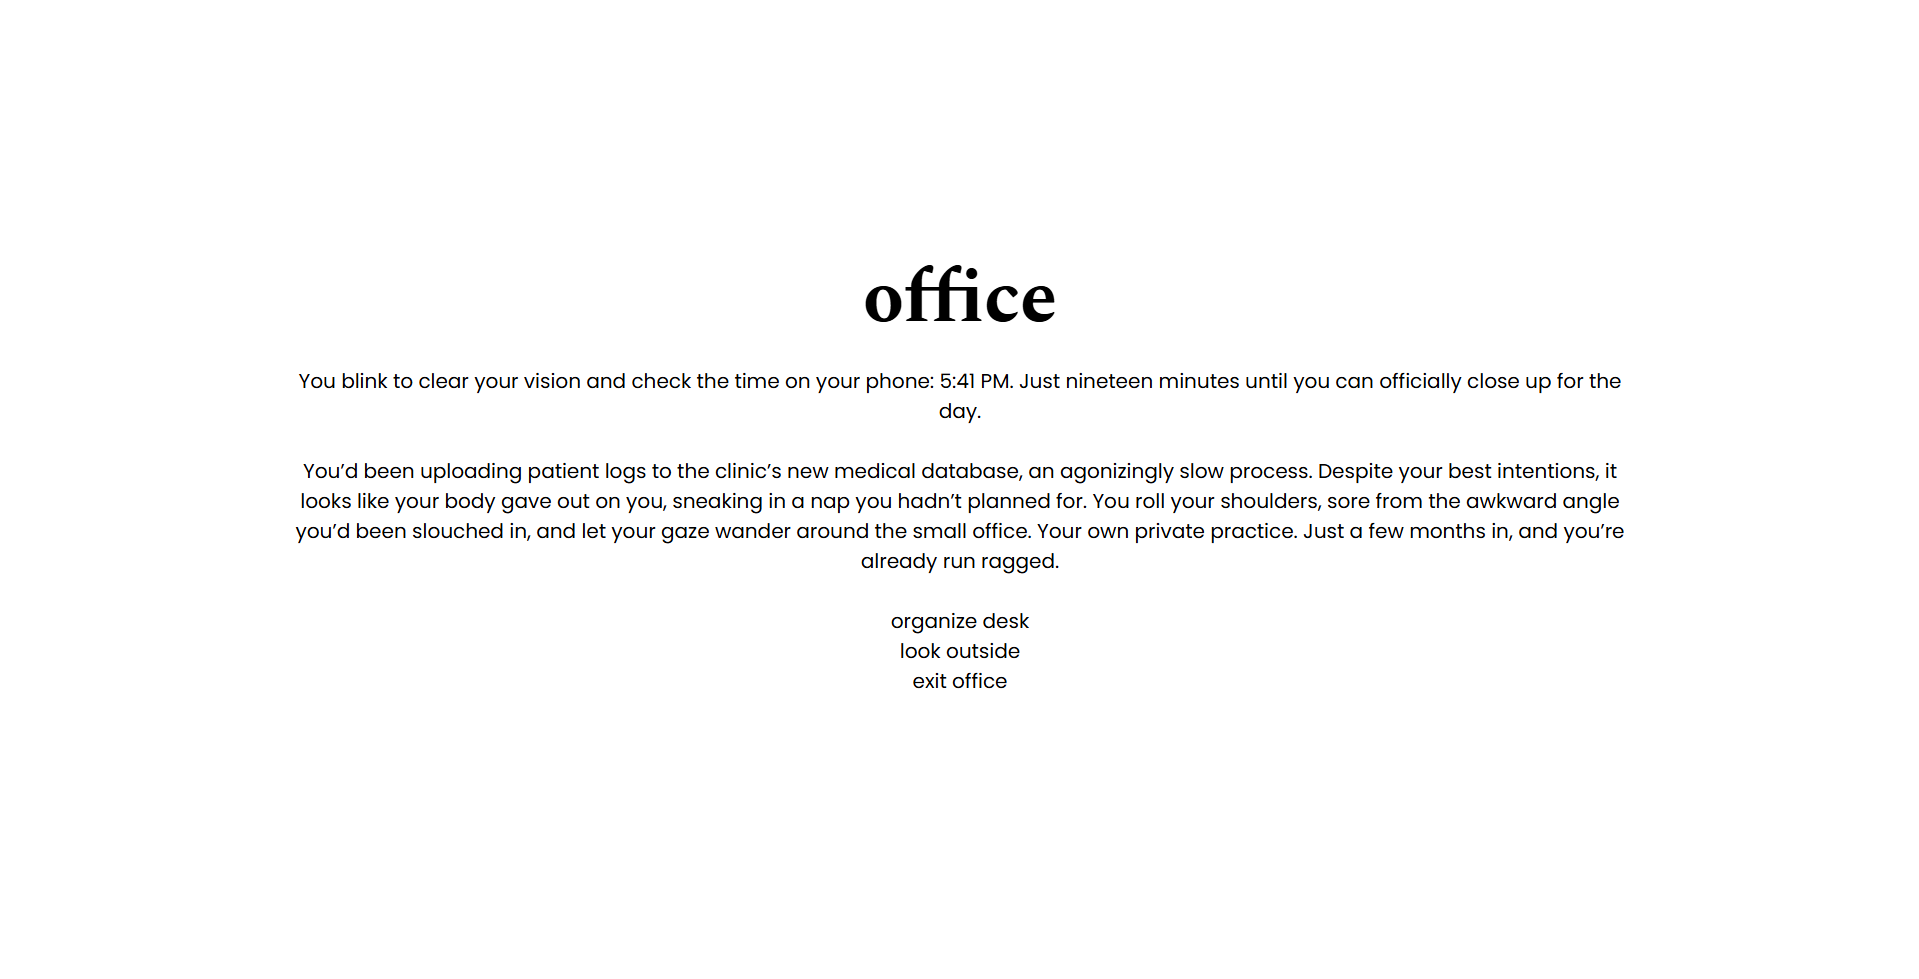 office
You blink to clear your vision and check the time on your phone: 5:41 PM. Just nineteen minutes until you can officially close up for the
day.
You’d been uploading patient logs to the clinic’s new medical database, an agonizingly slow process. Despite your best intentions, it
looks like your body gave out on you, sneaking in a nap you hadn’t planned for. You roll your shoulders, sore from the awkward angle
you’d been slouched in, and let your gaze wander around the small office. Your own private practice. Just a few months in, and you’re
already run ragged.
organize desk
look outside
exit office